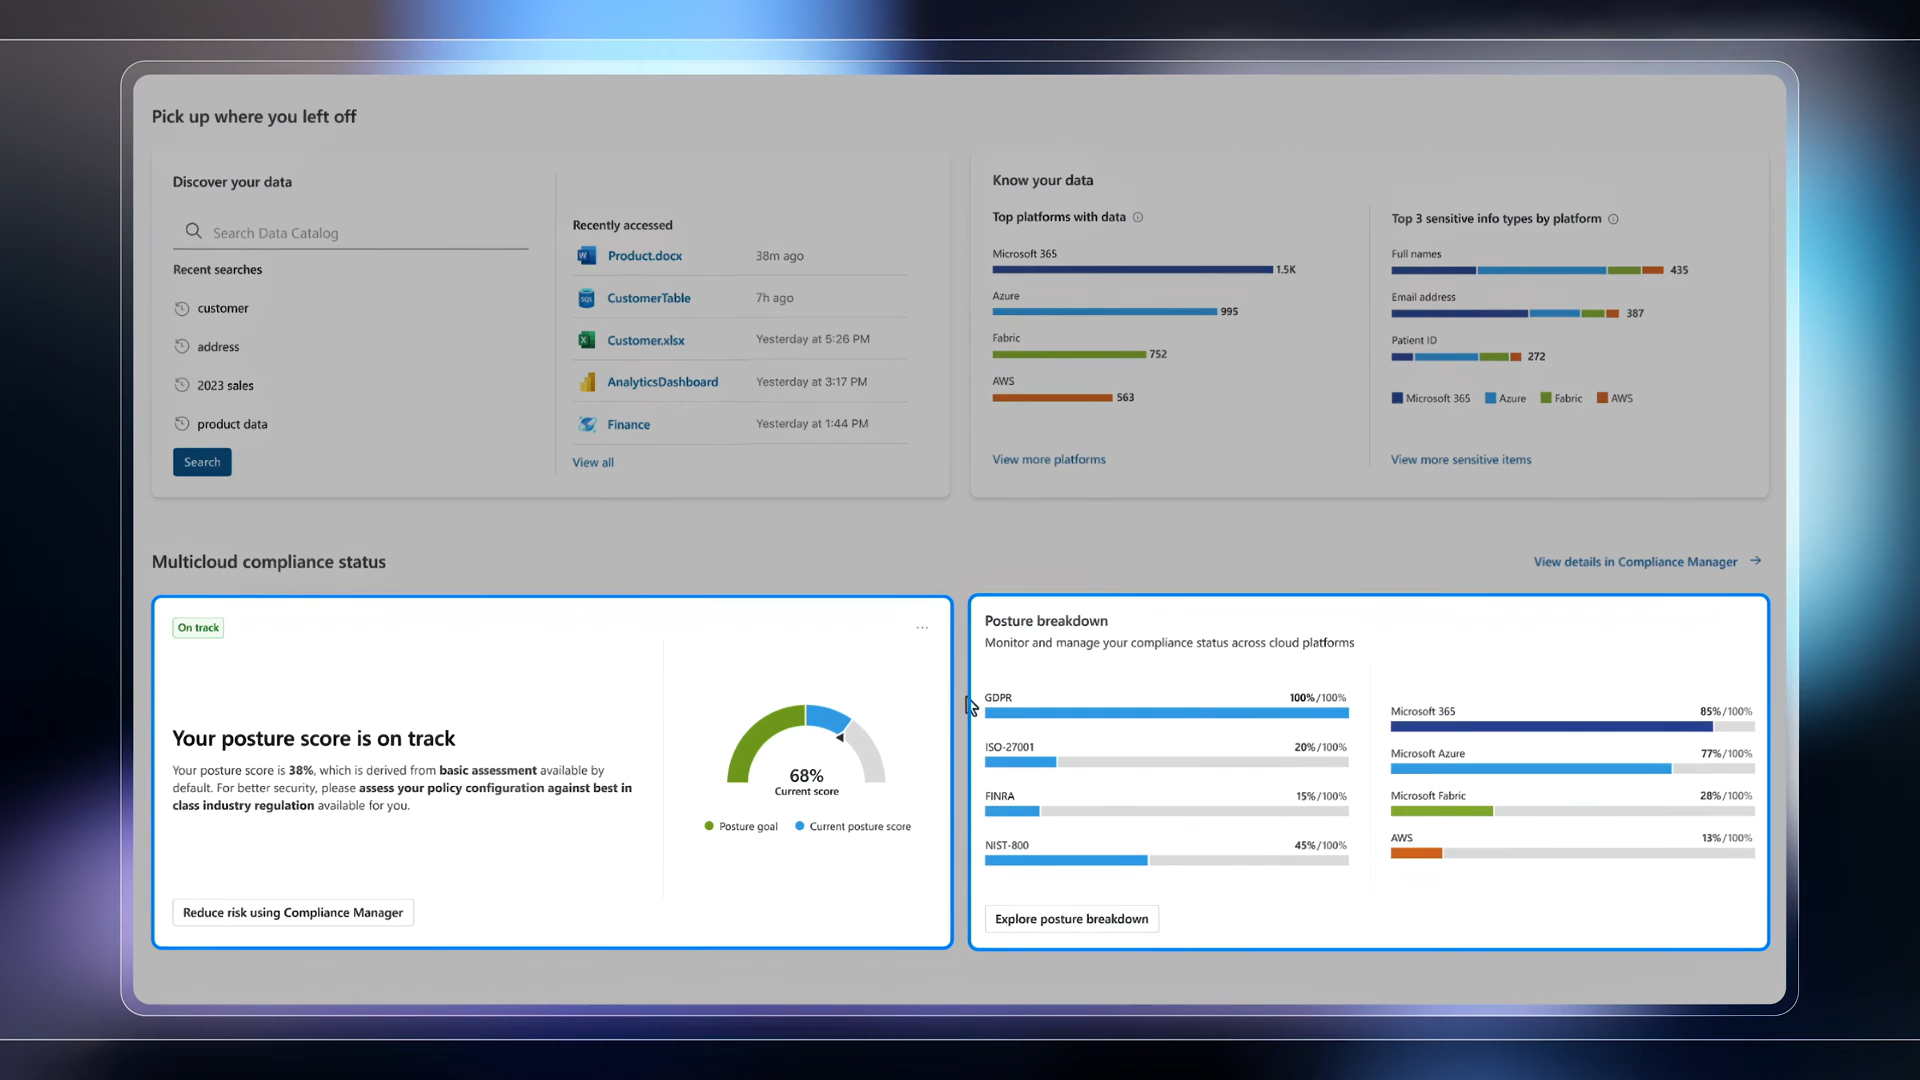 Pick up where you left off
Discover your data
Search Data Catalog
Recent searches
customer
address
2023 sales
product data
Search
Recently accessed
Product.docx 38m ago
CustomerTable 7h ago
Customer.xlsx Yesterday at 5:26 PM
AnalyticsDashboard Yesterday at 3:17 PM
Finance Yesterday at 1:44 PM
View all
Know your data
Top platforms with data
Microsoft 365
1.5K
Azure
995
Fabric
752
AWS
563
View more platforms
Top 3 sensitive info types by platform
Full names
435
Email address
387
Patient ID
272
Microsoft 365 Azure Fabric AWS
View more sensitive items
Multicloud compliance status
View details in Compliance Manager
On track
Your posture score is on track
Your posture score is 38%, which is derived from basic assessment available by
default. For better security, please assess your policy configuration against best in
class industry regulation available for you.
Reduce risk using Compliance Manager
68%
Current score
Posture goal Current posture score
Posture breakdown
Monitor and manage your compliance status across cloud platforms
GDPR 100%/100%
ISO-27001 20%/100%
FINRA 15%/100%
NIST-800 45%/100%
Explore posture breakdown
Microsoft 365 85%/100%
Microsoft Azure 77%/100%
Microsoft Fabric 28%/100%
AWS 13%/100%